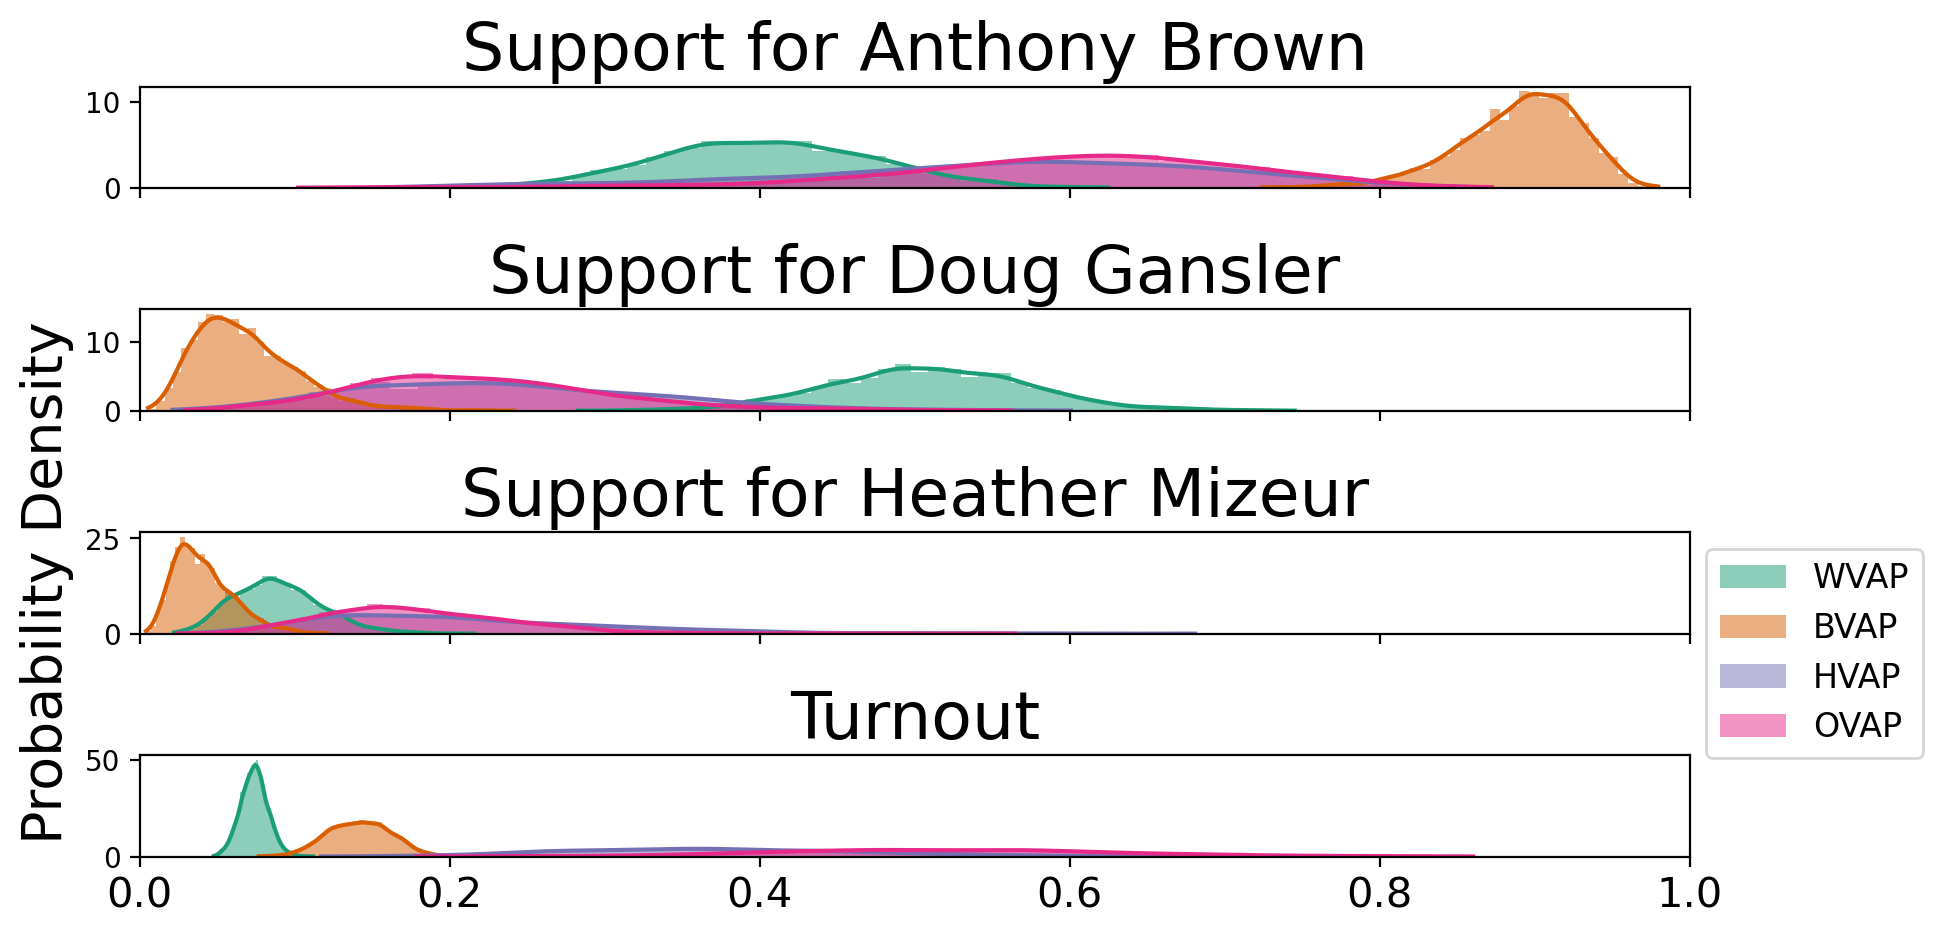 Support for Anthony Brown
10
0
Support for Doug Gansler
10
0
Support for Heather Mizeur
25
0
Turnout
50
0
0.0 0.2 0.4 0.6 0.8 1.0
Probability Density
WVAP
BVAP
HVAP
OVAP